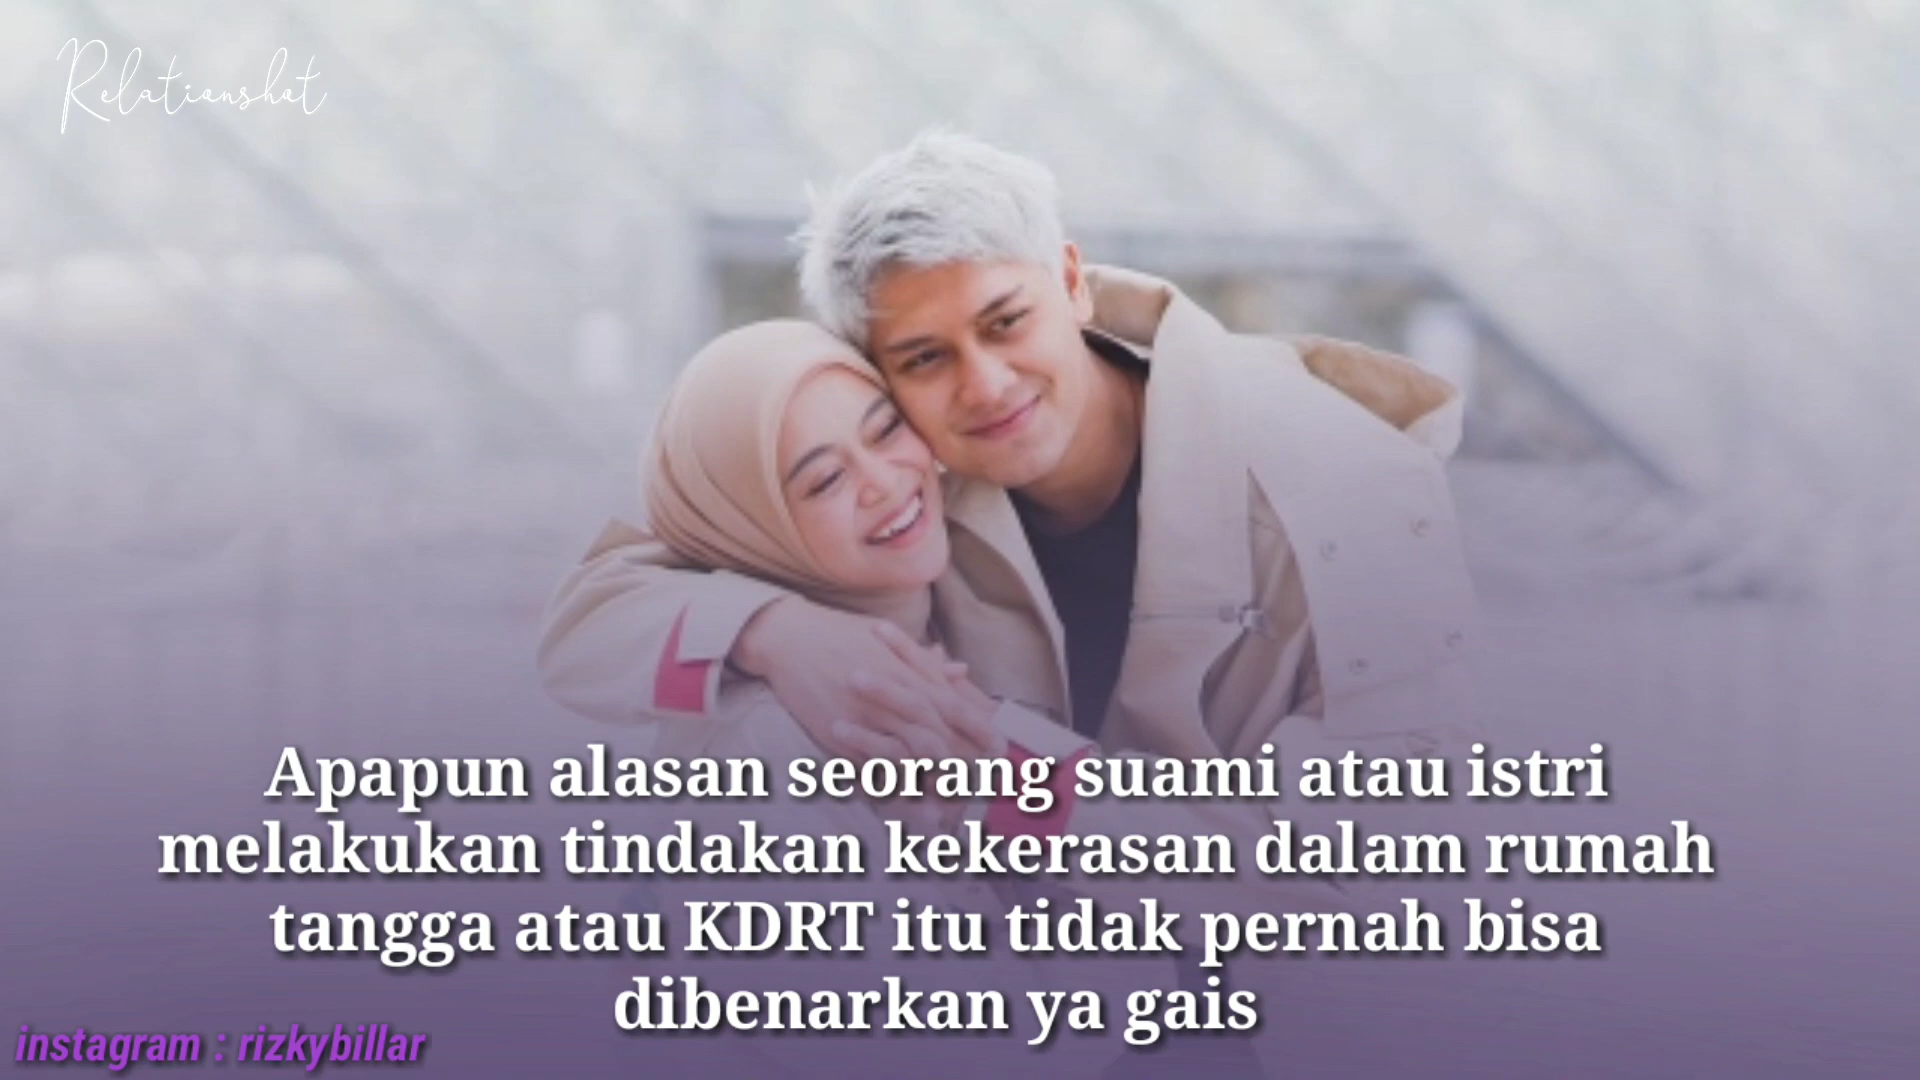 Relationshat
Apapun alasan seorang suami atau istri
melakukan tindakan kekerasan dalam rumah
tangga atau KDRT itu tidak pernah bisa
dibenarkan ya gais
instagram : rizkybillar